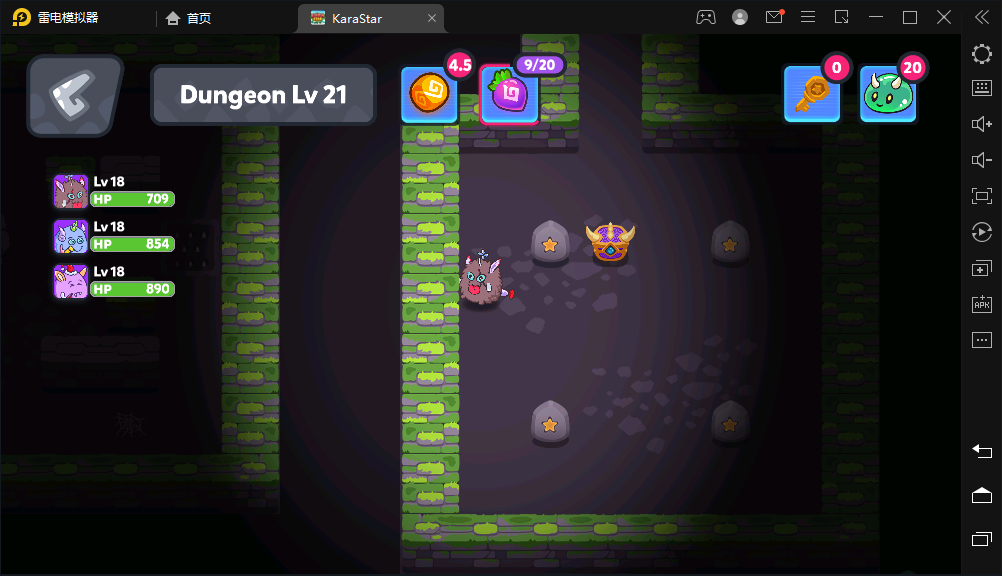 雷电模拟器
首页
KaraStar
Dungeon Lv 21
4.5
9/20
0
20
Lv 18
HP 709
Lv 18
HP 854
Lv 18
HP 890
APK